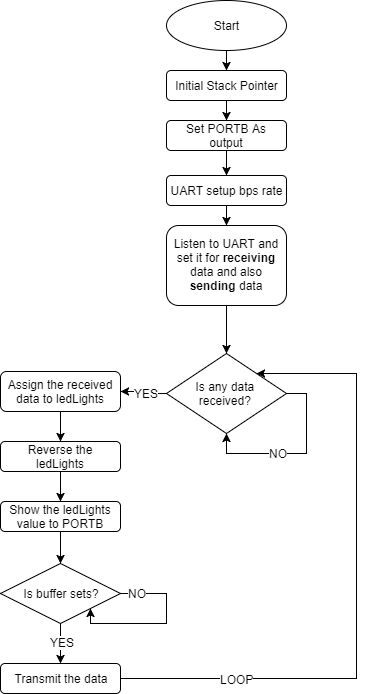 Start
Initial Stack Pointer
Set PORTB As
output
UART setup bps rate
Listen to UART and
set it for receiving
data and also
sending data
Is any data
received?
YES
NO
Assign the received
data to ledLights
Reverse the
ledLights
Show the ledLights
value to PORTB
Is buffer sets?
NO
YES
Transmit the data
LOOP